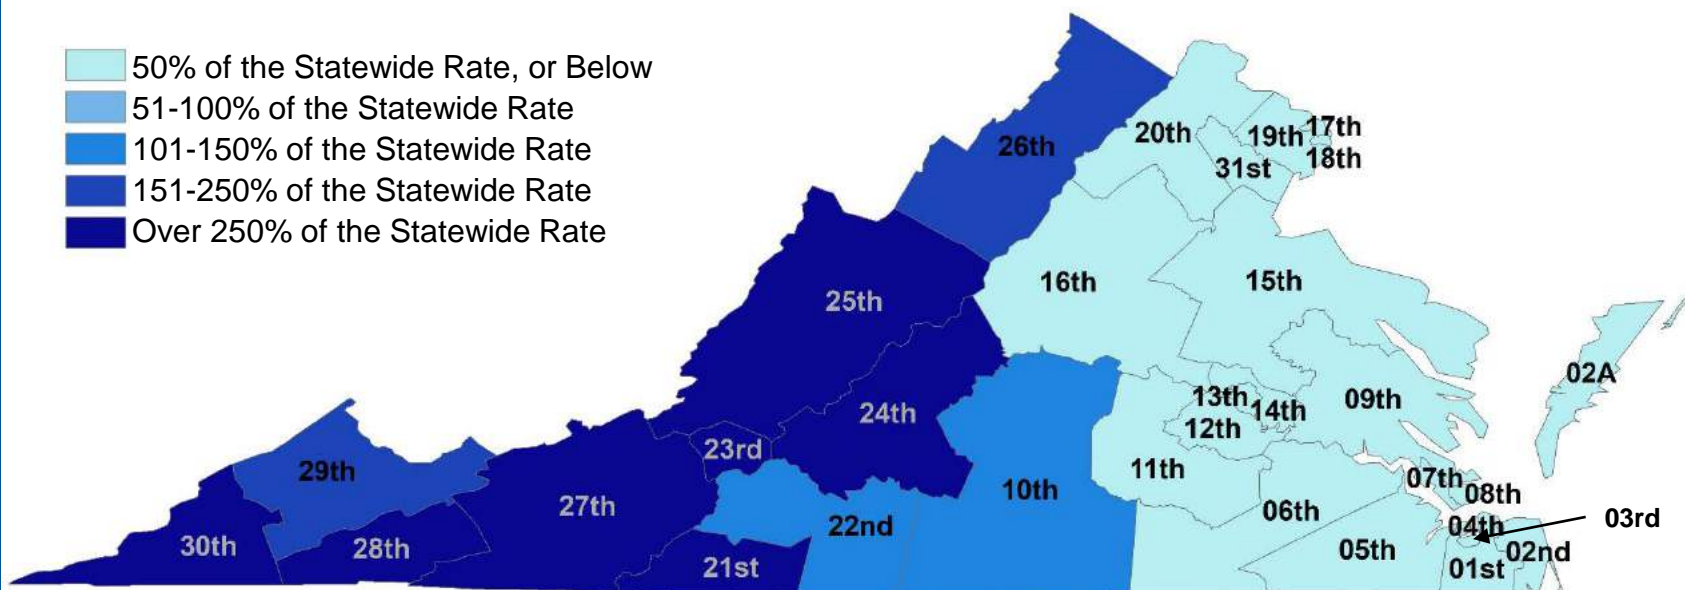 50% of the Statewide Rate, or Below
51-100% of the Statewide Rate
101-150% of the Statewide Rate
151-250% of the Statewide Rate
Over 250% of the Statewide Rate
26th
20th
19th
17th
18th
31st
25th
16th
15th
02A
24th
13th
14th
12th
09th
23rd
29th
11th
07th
08th
10th
27th
22nd
06th
04th
03rd
30th
28th
21st
05th
02nd
01st